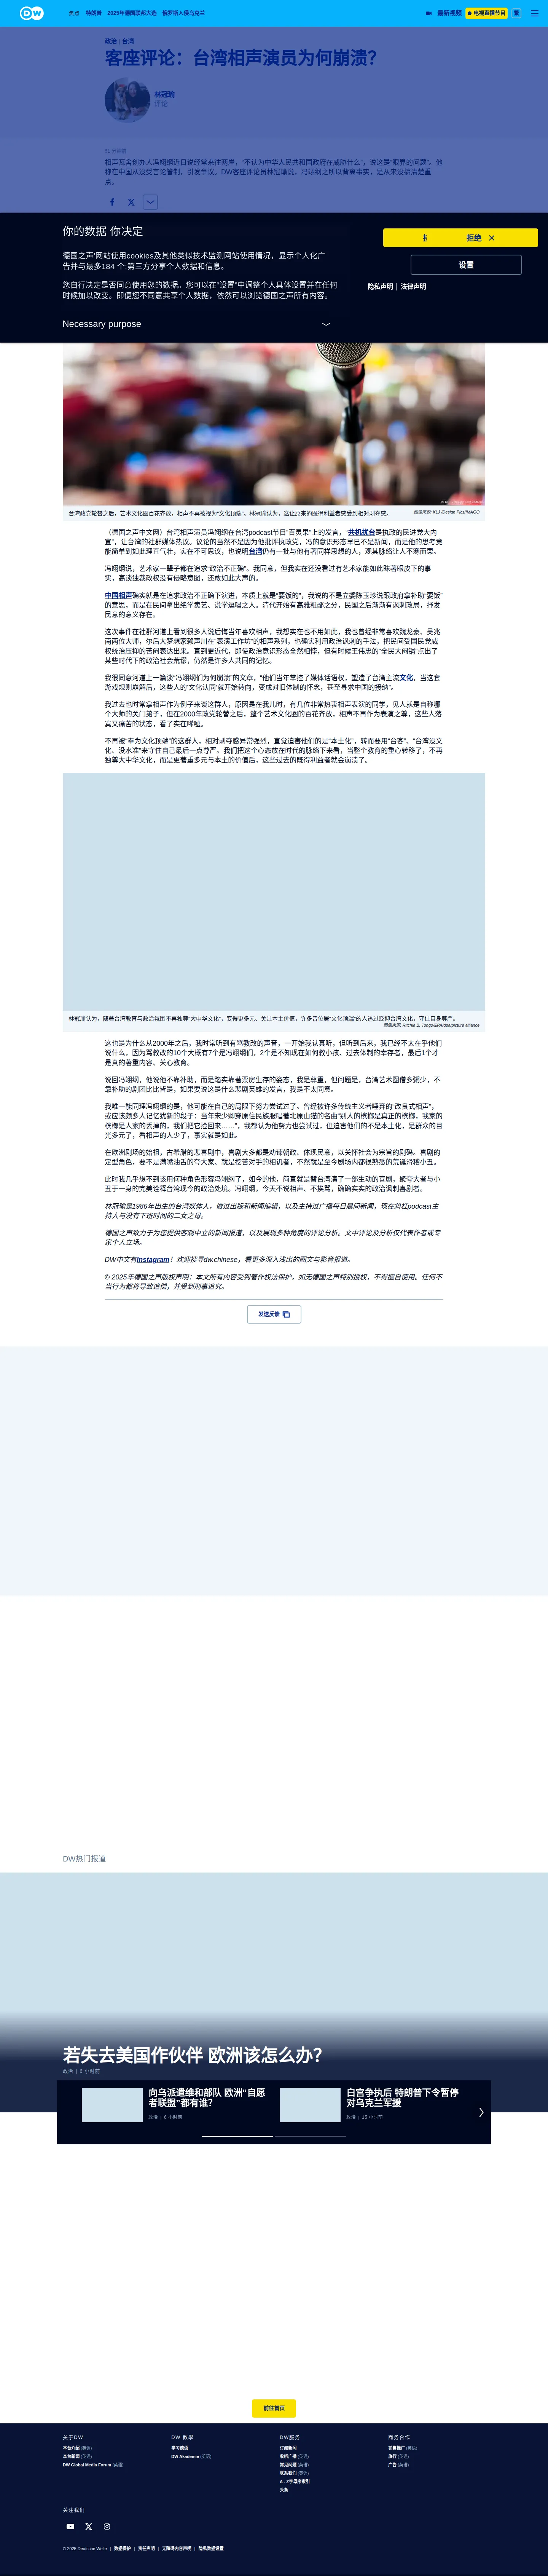 DW
焦点 特朗普 2025年德国联邦大选 俄罗斯入侵乌克兰 最新视频 电视直播节目 繁
政治 | 台湾
客座评论：台湾相声演员为何崩溃？
林冠瑜
评论
相声瓦舍创办人冯翊纲近日说经常来往两岸，“不认为中华人民共和国政府在威胁什么”，说这是“眼界的问题”，他
称在中国从没受言论管制，引发争议。DW客座评论员林冠瑜说，冯翊纲之所以背离事实，是从来没搞清楚重
点。
你的数据 你决定
拒绝
德国之声网站使用cookies及其他类似技术监测网站使用情况，显示个人化广
告并与最多184 个;第三方分享个人数据和信息。
设置
您自行决定是否同意使用您的数据。您可以在“设置”中调整个人具体设置并在任何
时候加以改变。即便您不同意共享个人数据，依然可以浏览德国之声所有内容。
隐私声明 | 法律声明
Necessary purpose
台湾政党轮替之后，艺术文化圈百花齐放，相声不再被视为“文化顶端”。林冠瑜认为，这让原来的既得利益者感受到相对剥夺感。
图像来源: KLJ /Design Pics/IMAGO
（德国之声中文网）台湾相声演员冯翊纲在台湾podcast节目“百灵果”上的发言，“共机扰台是执政的民进党大内
宣”，让台湾的社群媒体热议。议论的当然不是因为他批评执政党，冯的意识形态早已不是新闻，而是他的思考竟
能简单到如此理直气壮，实在不可思议，也说明台湾仍有一批与他有著同样思想的人，观其脉络让人不寒而栗。
冯翊纲说，艺术家一辈子都在追求“政治不正确”。我同意，但我实在还没看过有艺术家能如此昧著眼皮下的事
实，高谈独裁政权没有侵略意图，还敢如此大声的。
中国相声确实就是在追求政治不正确下演进，本质上就是“要饭的”，我说的不是立委陈玉珍说跟政府拿补助“要饭”
的意思，而是在民间拿出绝学卖艺、说学逗唱之人。清代开始有高雅相鄙之分，民国之后渐渐有讽刺政局，抒发
民意的意义存在。
这次事件在社群河道上看到很多人说后悔当年喜欢相声，我想实在也不用如此，我也曾经非常喜欢魏龙豪、吴兆
南两位大师，尔后大梦想家赖声川在“表演工作坊”的相声系列，也确实利用政治讽刺的手法，把民间受国民党威
权统治压抑的苦闷表达出来。直到更近代，即使政治意识形态全然相伴，但有时候王伟忠的“全民大闷锅”点出了
某些时代下的政治社会荒谬，仍然是许多人共同的记忆。
我很同意河道上一篇谈“冯翊纲们为何崩溃”的文章，“他们当年掌控了媒体话语权，塑造了台湾主流文化，当这套
游戏规则崩解后，这些人的‘文化认同’就开始转向，变成对旧体制的怀念，甚至寻求中国的接纳”。
我过去也时常拿相声作为例子来谈这群人，原因是在我儿时，有几位非常热衷相声表演的同学，见人就是自称哪
个大师的关门弟子，但在2000年政党轮替之后，整个艺术文化圈的百花齐放，相声不再作为表演之尊，这些人落
寞又痛苦的状态，看了实在唏嘘。
不再被“奉为文化顶端”的这群人，相对剥夺感异常强烈，直觉迫害他们的是“本土化”，转而要用“台客”、“台湾没文
化、没水准”来守住自己最后一点尊严。我们把这个心态放在时代的脉络下来看，当整个教育的重心转移了，不再
独尊大中华文化，而是更著重多元与本土的价值后，这些过去的既得利益者就会崩溃了。
林冠瑜认为，随著台湾教育与政治氛围不再独尊“大中华文化”，变得更多元、关注本土价值，许多曾位居“文化顶端”的人透过贬抑台湾文化，守住自身尊严。
图像来源: Ritchie B. Tongo/EPA/dpa/picture alliance
这也是为什么从2000年之后，我时常听到有骂教改的声音，一开始我认真听，但听到后来，我已经不太在乎他们
说什么，因为骂教改的10个大概有7个是冯翊纲们，2个是不知现在如何教小孩、过去体制的幸存者，最后1个才
是真的著重内容、关心教育。
说回冯翊纲，他说他不靠补助，而是踏实靠著票房生存的姿态，我是尊重，但问题是，台湾艺术圈僧多粥少，不
靠补助的剧团比比皆是，如果要说这是什么悲剧英雄的发言，我是不太同意。
我唯一能同理冯翊纲的是，他可能在自己的局限下努力尝试过了。曾经被许多传统主义者唾弃的“改良式相声”，
或应该颇多人记忆犹新的段子：当年宋少卿穿原住民族服唱著北原山猫的名曲“对面山上的人槟榔是真正的槟榔，我家的
槟榔是人家的丢掉的，我们把它捡回来……”，我都认为他努力也尝试过，但迫害他们的不是本土化，是群众的目
光多元了，看相声的人少了，事实就是如此。
在欧洲剧场的始祖，古希腊的悲喜剧中，喜剧大多都是劝谏朝政、体现民意，以关怀社会为宗旨的剧码。喜剧的
定型角色，要不是满嘴油舌的夸大家、就是挖苦对手的相讥者，不然就是至今剧场内都很熟悉的荒诞滑稽小丑。
此时我几乎想不到该用何种角色形容冯翊纲了，如今的他，简直就是替台湾演了一部生动的喜剧，聚夸大者与小
丑于一身的完美诠释台湾现今的政治处境。冯翊纲，今天不说相声、不挨骂，确确实实的政治讽刺喜剧者。
林冠瑜是1986年出生的台湾媒体人，做过出版和新闻编辑，以及主持过广播每日晨间新闻，现在斜杠podcast主
持人与没有下班时间的二女之母。
德国之声致力于为您提供客观中立的新闻报道，以及展现多种角度的评论分析。文中评论及分析仅代表作者或专
家个人立场。
DW中文有Instagram！欢迎搜寻dw.chinese，看更多深入浅出的图文与影音报道。
© 2025年德国之声版权声明：本文所有内容受到著作权法保护，如无德国之声特别授权，不得擅自使用。任何不
当行为都将导致追偿，并受到刑事追究。
发送反馈
DW热门报道
若失去美国作伙伴 欧洲该怎么办？
政治 | 6 小时前
向乌派遣维和部队 欧洲“自愿
者联盟”都有谁？
政治 | 6 小时前
白宫争执后 特朗普下令暂停
对乌克兰军援
政治 | 15 小时前
前往首页
关于DW
本台介绍 (英语)
本台新闻 (英语)
DW Global Media Forum (英语)
DW 教學
学习德语
DW Akademie (英语)
DW服务
订阅新闻
收听广播 (英语)
常见问题 (英语)
联系我们 (英语)
A - Z字母序索引
头条
商务合作
销售推广 (英语)
旅行 (英语)
广告 (英语)
关注我们
© 2025 Deutsche Welle | 数据保护 | 责任声明 | 无障碍内容声明 | 隐私数据设置